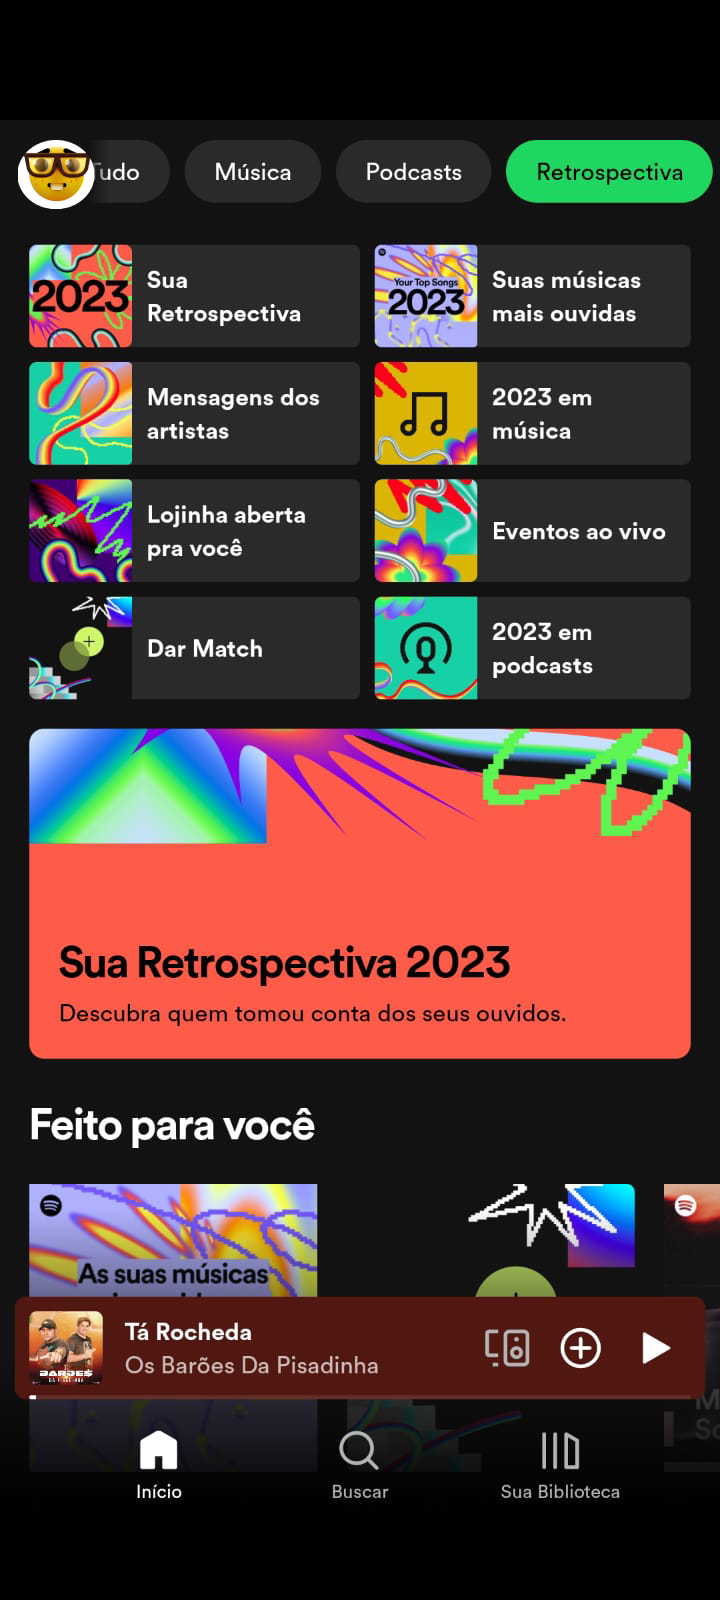 Tudo
Música
Podcasts
Retrospectiva
2023
Sua
Retrospectiva
Your Top Songs
2023
Suas músicas
mais ouvidas
Mensagens dos
artistas
2023 em
música
Lojinha aberta
pra você
Eventos ao vivo
Dar Match
2023 em
podcasts
Sua Retrospectiva 2023
Descubra quem tomou conta dos seus ouvidos.
Feito para você
As suas músicas
Tá Rocheda
Os Barões Da Pisadinha
BARÕES
Início
Buscar
Sua Biblioteca